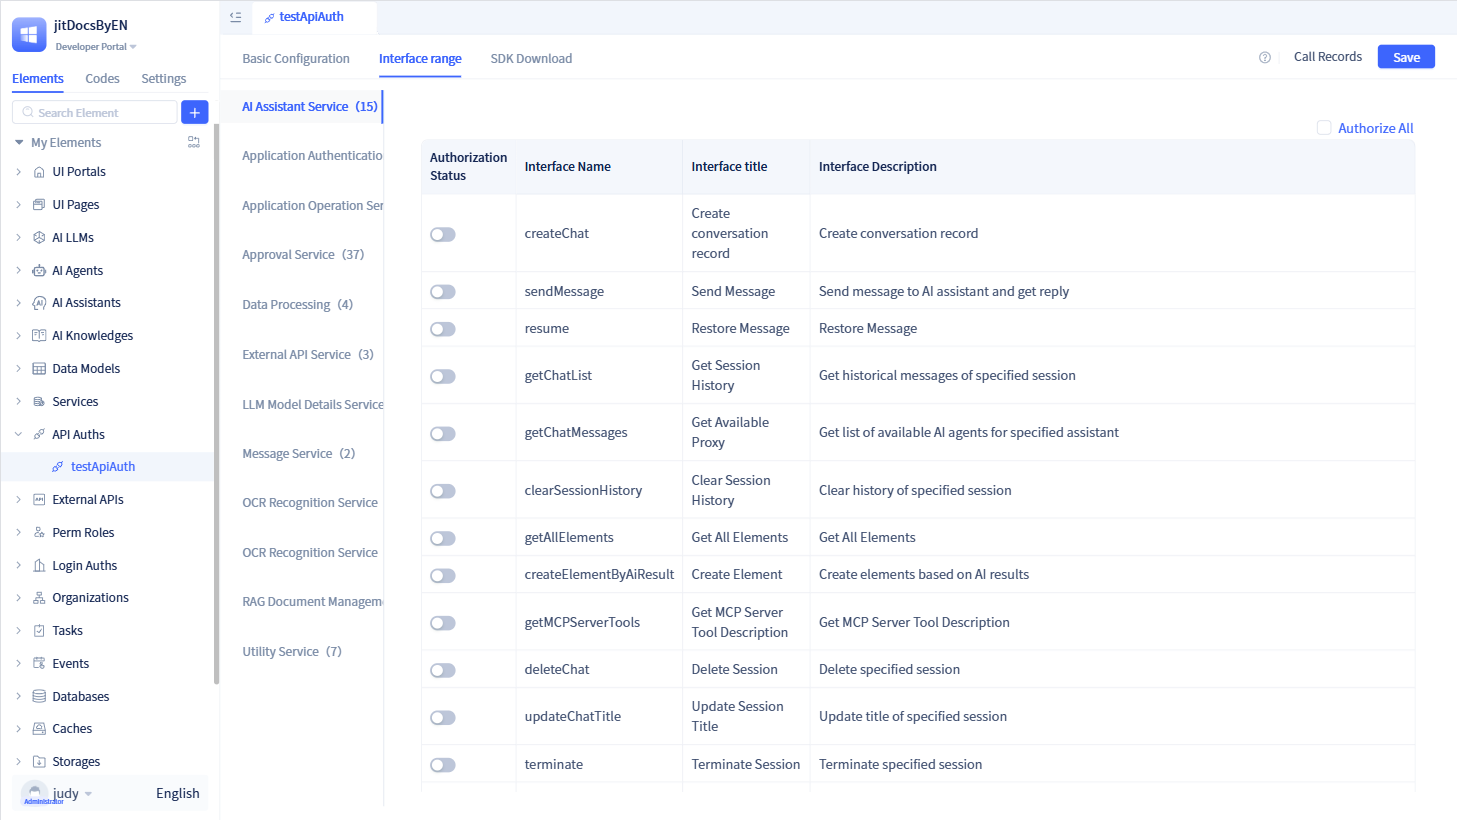 jitDocsByEN
Developer Portal
Elements Codes Settings
Search Element
My Elements
UI Portals
UI Pages
AI LLMs
AI Agents
AI Assistants
AI Knowledges
Data Models
Services
API Auths
testApiAuth
External APIs
Perm Roles
Login Auths
Organizations
Tasks
Events
Databases
Caches
Storages
judy
Administrator
English
testApiAuth
Basic Configuration Interface range SDK Download
Call Records Save
AI Assistant Service (15)
Application Authenticatio
Application Operation Ser
Approval Service (37)
Data Processing (4)
External API Service (3)
LLM Model Details Service
Message Service (2)
OCR Recognition Service
OCR Recognition Service
RAG Document Managem
Utility Service (7)
Authorize All
Authorization Status Interface Name Interface title Interface Description
createChat Create conversation record Create conversation record
sendMessage Send Message Send message to AI assistant and get reply
resume Restore Message Restore Message
getChatList Get Session History Get historical messages of specified session
getChatMessages Get Available Proxy Get list of available AI agents for specified assistant
clearSessionHistory Clear Session History Clear history of specified session
getAllElements Get All Elements Get All Elements
createElementByAiResult Create Element Create elements based on AI results
getMCPServerTools Get MCP Server Tool Description Get MCP Server Tool Description
deleteChat Delete Session Delete specified session
updateChatTitle Update Session Title Update title of specified session
terminate Terminate Session Terminate specified session